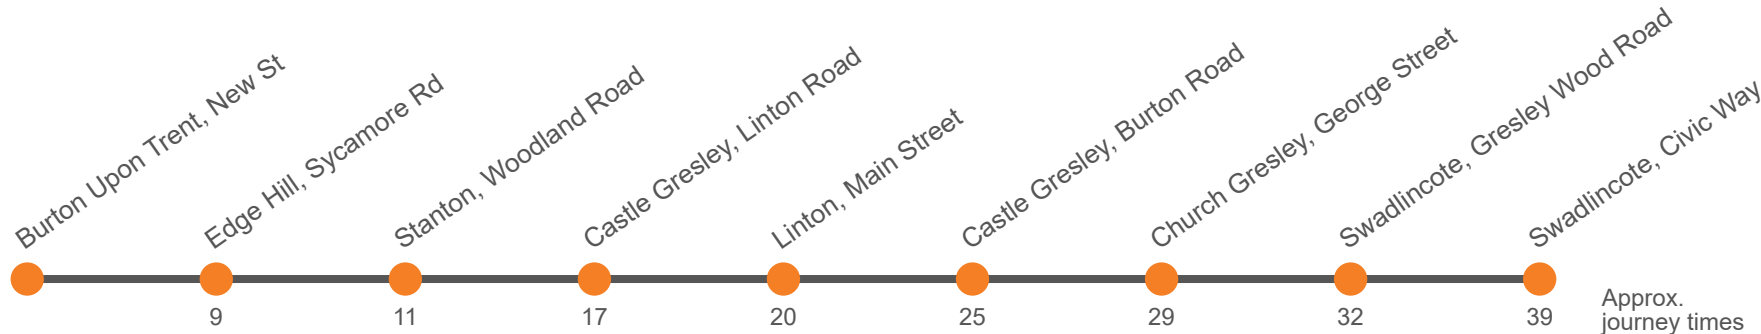 Burton Upon Trent, New St
Edge Hill, Sycamore Rd
Stanton, Woodland Road
Castle Gresley, Linton Road
Linton, Main Street
Castle Gresley, Burton Road
Church Gresley, George Street
Swadlincote, Gresley Wood Road
Swadlincote, Civic Way
9
11
17
20
25
29
32
39
Approx.
journey times